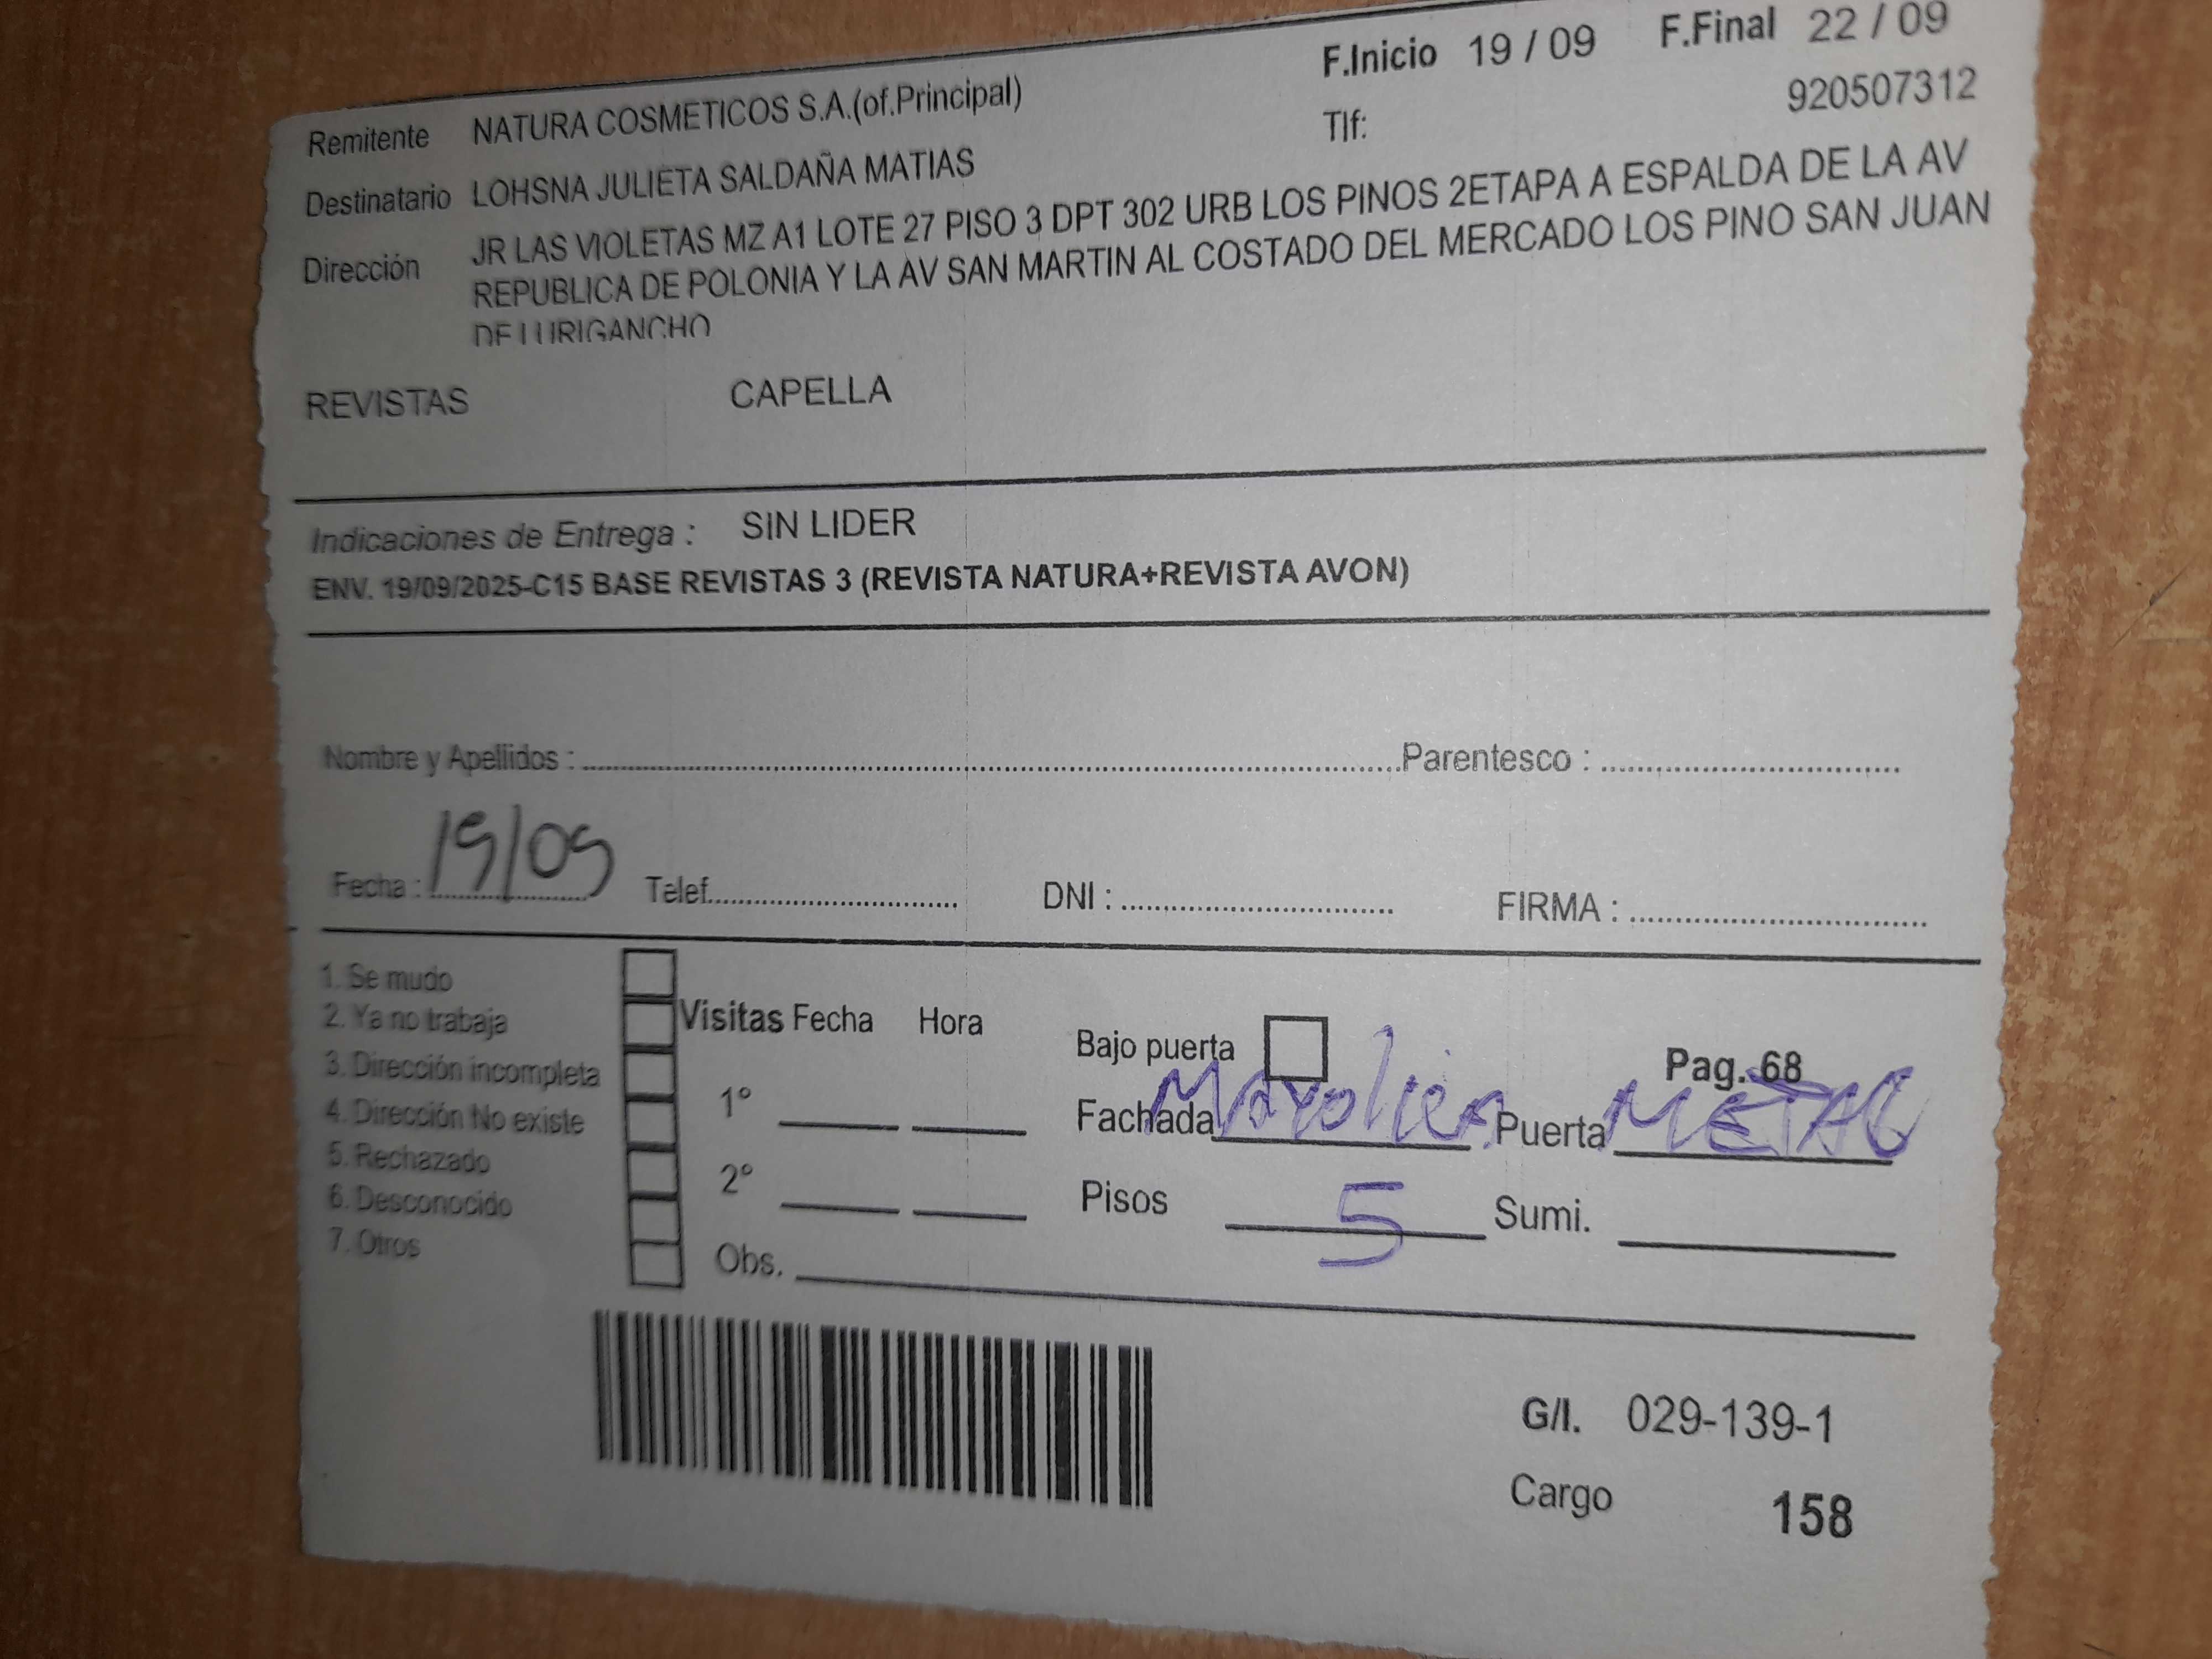 F.Inicio 19 / 09 F.Final 22 / 09
Remitente NATURA COSMETICOS S.A.(of.Principal) Tlf: 920507312
Destinatario LOHSNA JULIETA SALDAÑA MATIAS
Dirección JR LAS VIOLETAS MZ A1 LOTE 27 PISO 3 DPT 302 URB LOS PINOS 2ETAPA A ESPALDA DE LA AV
REPUBLICA DE POLONIA Y LA AV SAN MARTIN AL COSTADO DEL MERCADO LOS PINO SAN JUAN
DE LURIGANCHO
REVISTAS CAPELLA
Indicaciones de Entrega : SIN LIDER
ENV. 19/09/2025-C15 BASE REVISTAS 3 (REVISTA NATURA+REVISTA AVON)
Nombre y Apellidos : Parentesco :
Fecha : 19/09 Telef. DNI : FIRMA :
1. Se mudo
2. Ya no trabaja
3. Dirección incompleta
4. Dirección No existe
5. Rechazado
6. Desconocido
7. Otros
Visitas Fecha Hora
1°
2°
Obs.
Bajo puerta Pag. 68
Fachada Puerta METAL
Pisos 5 Sumi.
G/I. 029-139-1
Cargo 158